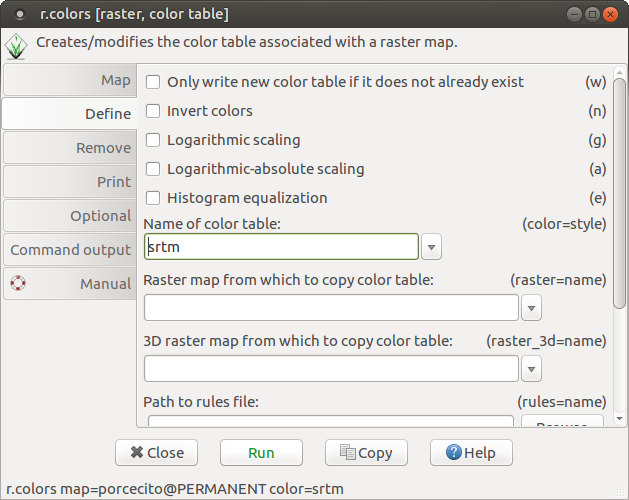 r.colors [raster, color table]
Creates/modifies the color table associated with a raster map.
Map
Define
Remove
Print
Optional
Command output
Manual
Only write new color table if it does not already exist (w)
Invert colors (n)
Logarithmic scaling (g)
Logarithmic-absolute scaling (a)
Histogram equalization (e)
Name of color table: (color=style)
srtm
Raster map from which to copy color table: (raster=name)
3D raster map from which to copy color table: (raster_3d=name)
Path to rules file: (rules=name)
Browse
Close Run Copy Help
r.colors map=porcecito@PERMANENT color=srtm